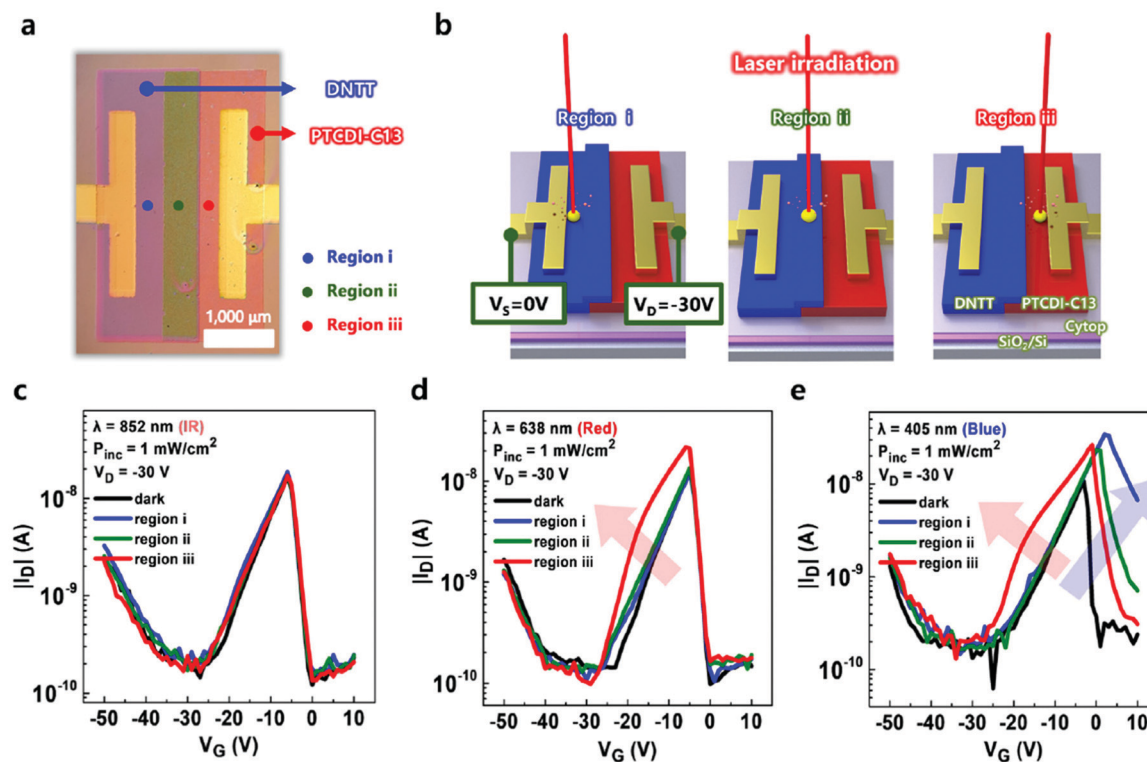 a
DNTT
PTCDI-C13
Region i
Region ii
Region iii
1,000 μm
b
Laser irradiation
Region i
Region ii
Region iii
V_S=0V
V_D=-30V
DNTT
PTCDI-C13
Cytop
SiO₂/Si
c
λ = 852 nm (IR)
P_inc = 1 mW/cm²
V_D = -30 V
dark
region i
region ii
region iii
|I_D| (A)
10⁻⁸
10⁻⁹
10⁻¹⁰
-50 -40 -30 -20 -10 0 10
V_G (V)
d
λ = 638 nm (Red)
P_inc = 1 mW/cm²
V_D = -30 V
dark
region i
region ii
region iii
|I_D| (A)
10⁻⁸
10⁻⁹
10⁻¹⁰
-50 -40 -30 -20 -10 0 10
V_G (V)
e
λ = 405 nm (Blue)
P_inc = 1 mW/cm²
V_D = -30 V
dark
region i
region ii
region iii
|I_D| (A)
10⁻⁸
10⁻⁹
10⁻¹⁰
-50 -40 -30 -20 -10 0 10
V_G (V)